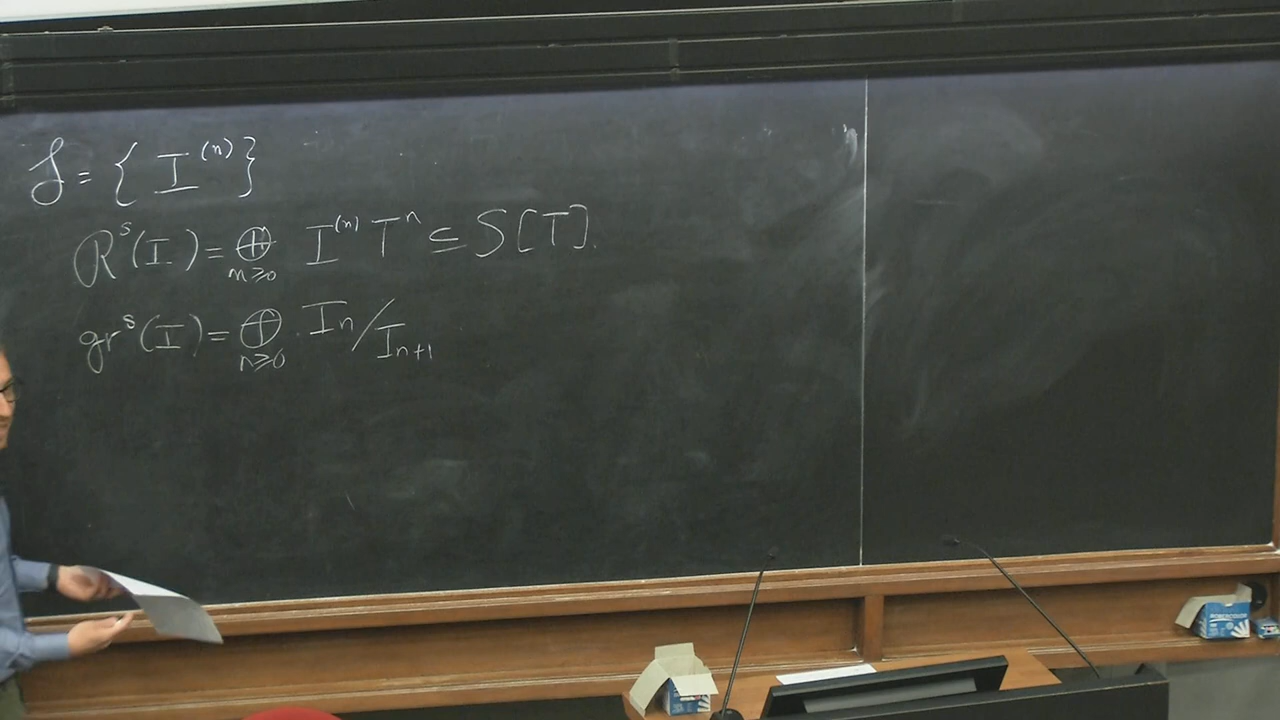 𝒥 = { I^(n) }
R^s(I) = ⊕_{n≥0} I^(n) T^n ⊆ S[T].
gr^s(I) = ⊕_{n≥0} I_n / I_{n+1}